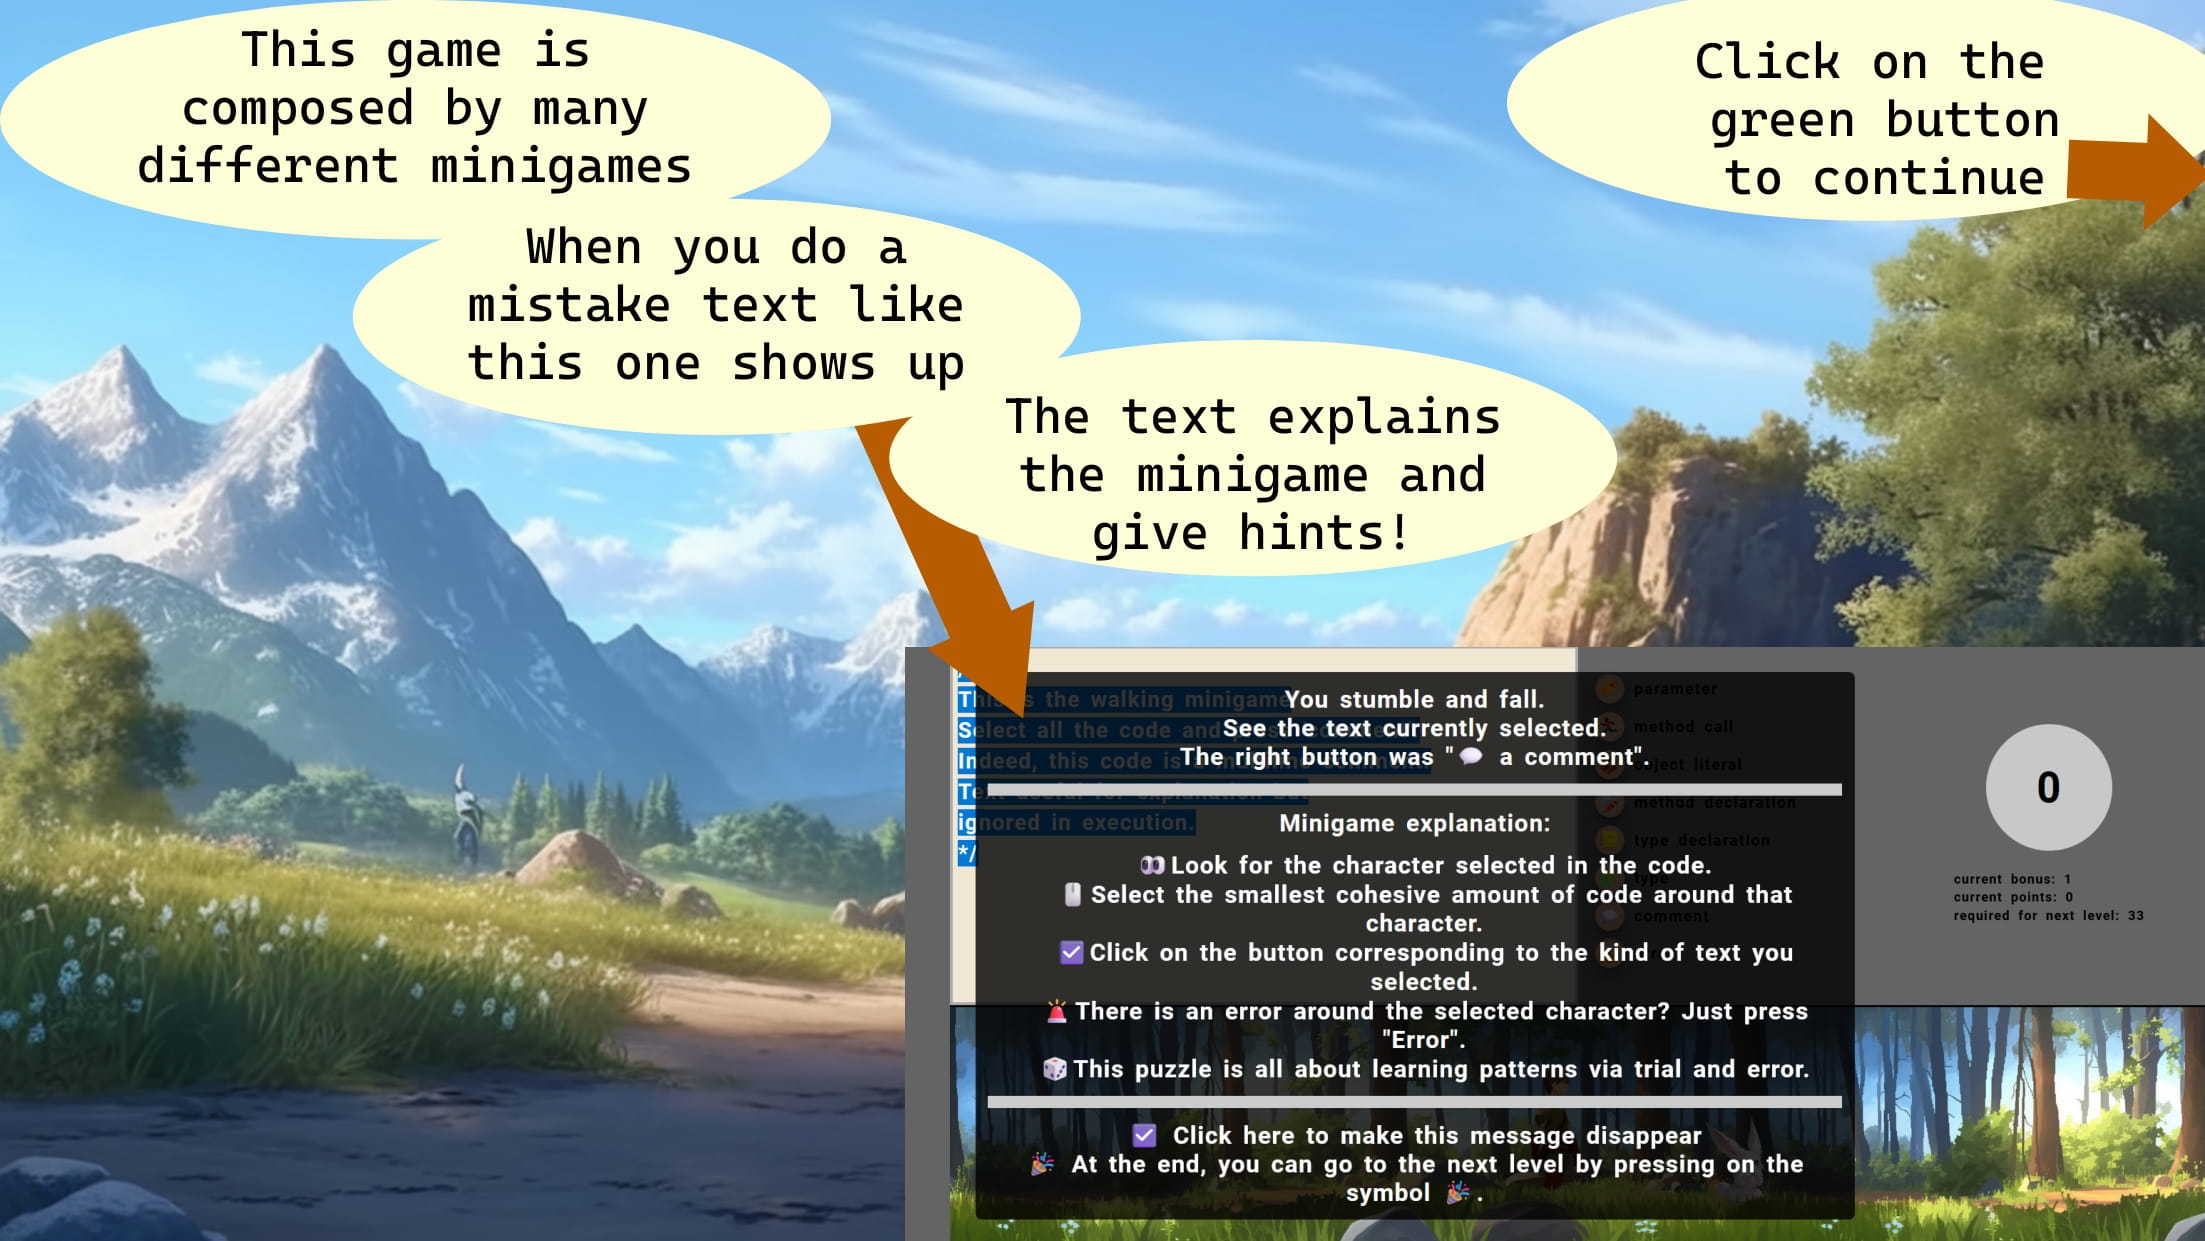 This game is
composed by many
different minigames
Click on the
green button
to continue
When you do a
mistake text like
this one shows up
The text explains
the minigame and
give hints!
This is the walking minigame
Select all the code and
Indeed, this code is a
Text useful for explanation but
ignored in execution.
*/
You stumble and fall.
See the text currently selected.
The right button was "💬 a comment".
Minigame explanation:
👀Look for the character selected in the code.
🖱️Select the smallest cohesive amount of code around that
character.
☑️Click on the button corresponding to the kind of text you
selected.
🚨There is an error around the selected character? Just press
"Error".
🎲This puzzle is all about learning patterns via trial and error.
☑️ Click here to make this message disappear
🎉 At the end, you can go to the next level by pressing on the
symbol 🎉.
parameter
method call
object literal
method declaration
type declaration
type
comment
0
current bonus: 1
current points: 0
required for next level: 33